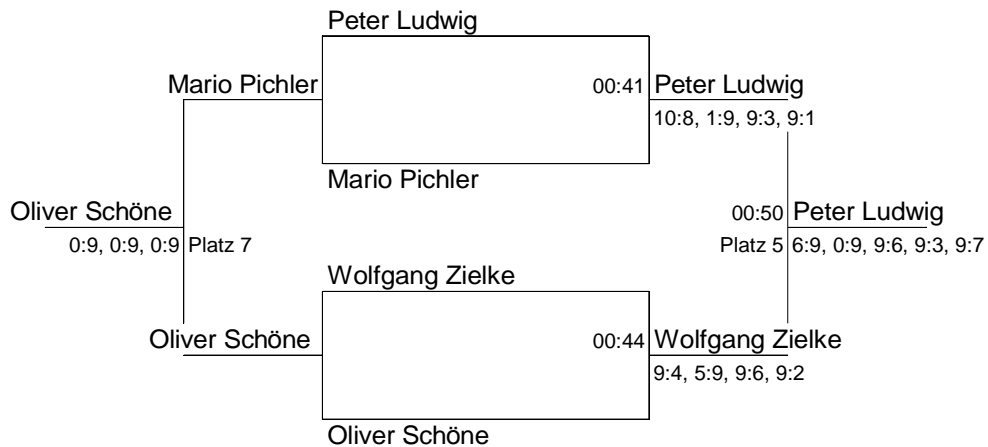 Peter Ludwig
Mario Pichler
00:41 Peter Ludwig
10:8, 1:9, 9:3, 9:1
Mario Pichler
Oliver Schöne
00:50 Peter Ludwig
0:9, 0:9, 0:9 Platz 7
Platz 5 6:9, 0:9, 9:6, 9:3, 9:7
Wolfgang Zielke
Oliver Schöne
00:44 Wolfgang Zielke
9:4, 5:9, 9:6, 9:2
Oliver Schöne